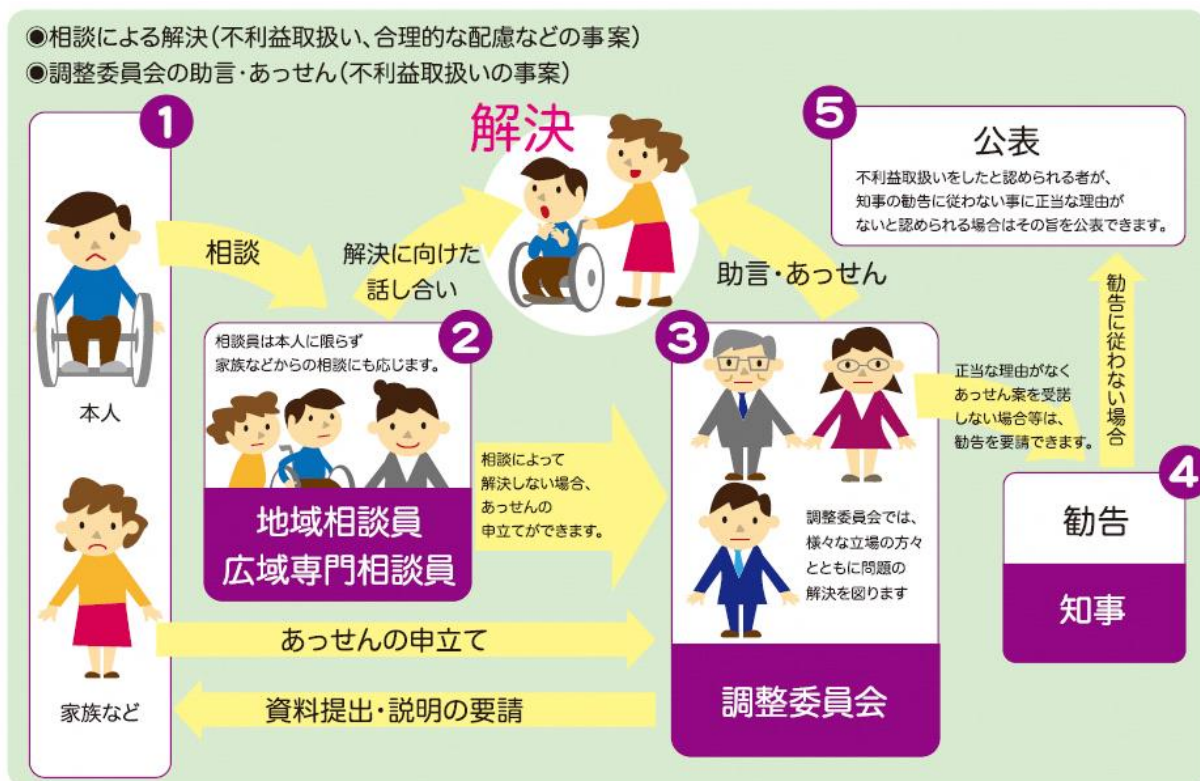 ◉相談による解決(不利益取扱い、合理的な配慮などの事案)
◉調整委員会の助言・あっせん(不利益取扱いの事案)
1
本人
家族など
相談
解決に向けた
話し合い
解決
助言・あっせん
2
相談員は本人に限らず
家族などからの相談にも応じます。
地域相談員
広域専門相談員
相談によって
解決しない場合、
あっせんの
申立てができます。
あっせんの申立て
資料提出・説明の要請
3
調整委員会では、
様々な立場の方々
とともに問題の
解決を図ります
調整委員会
正当な理由がなく
あっせん案を受諾
しない場合等は、
勧告を要請できます。
4
勧告
知事
勧告に従わない場合
5
公表
不利益取扱いをしたと認められる者が、
知事の勧告に従わない事に正当な理由が
ないと認められる場合はその旨を公表できます。